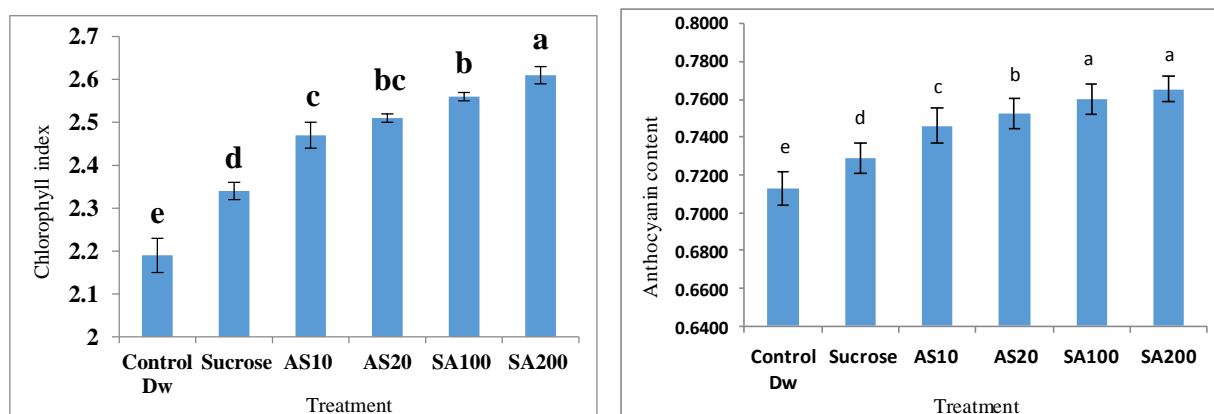 2.7
2.6
2.5
2.4
2.3
2.2
2.1
2
Chlorophyll index
e
d
c
bc
b
a
Control Dw
Sucrose
AS10
AS20
SA100
SA200
Treatment
0.8000
0.7800
0.7600
0.7400
0.7200
0.7000
0.6800
0.6600
0.6400
Anthocyanin content
e
d
c
b
a
a
Control
Dw
Sucrose
AS10
AS20
SA100
SA200
Treatment